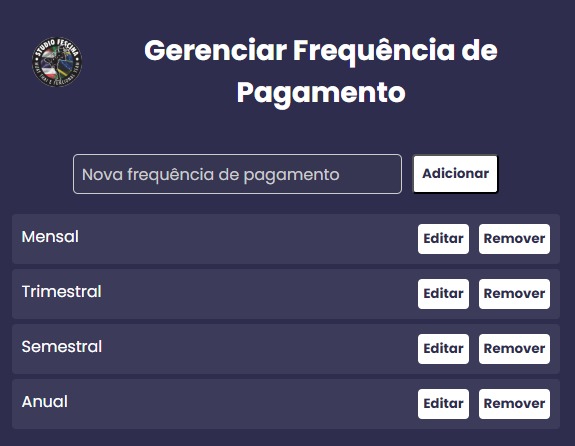 STUDIO FESCINA
Gerenciar Frequência de
Pagamento
Nova frequência de pagamento
Adicionar
Mensal
Editar
Remover
Trimestral
Editar
Remover
Semestral
Editar
Remover
Anual
Editar
Remover